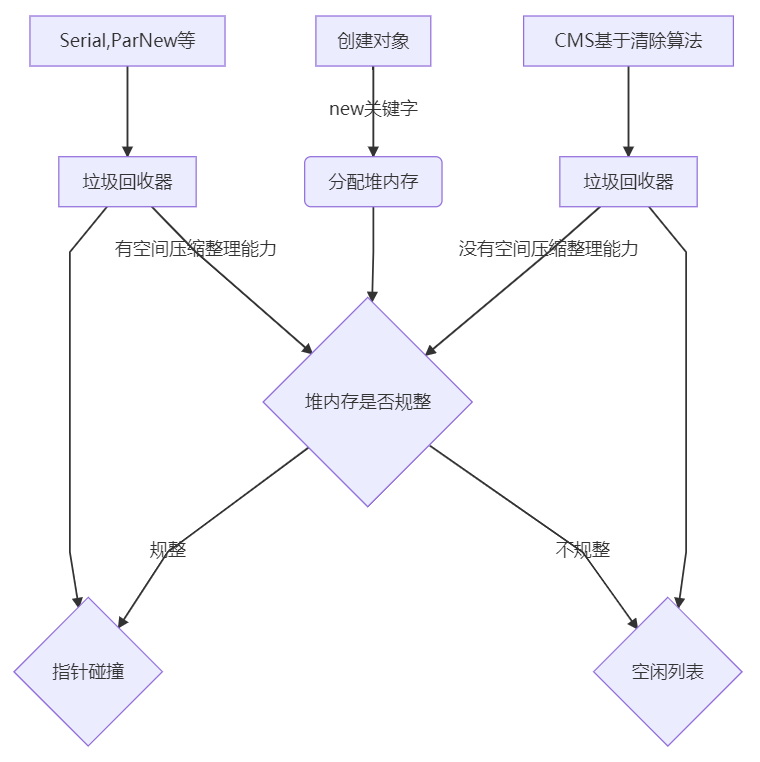 Serial,ParNew等
创建对象
CMS基于清除算法
new关键字
垃圾回收器
分配堆内存
垃圾回收器
有空间压缩整理能力
没有空间压缩整理能力
堆内存是否规整
规整
不规整
指针碰撞
空闲列表